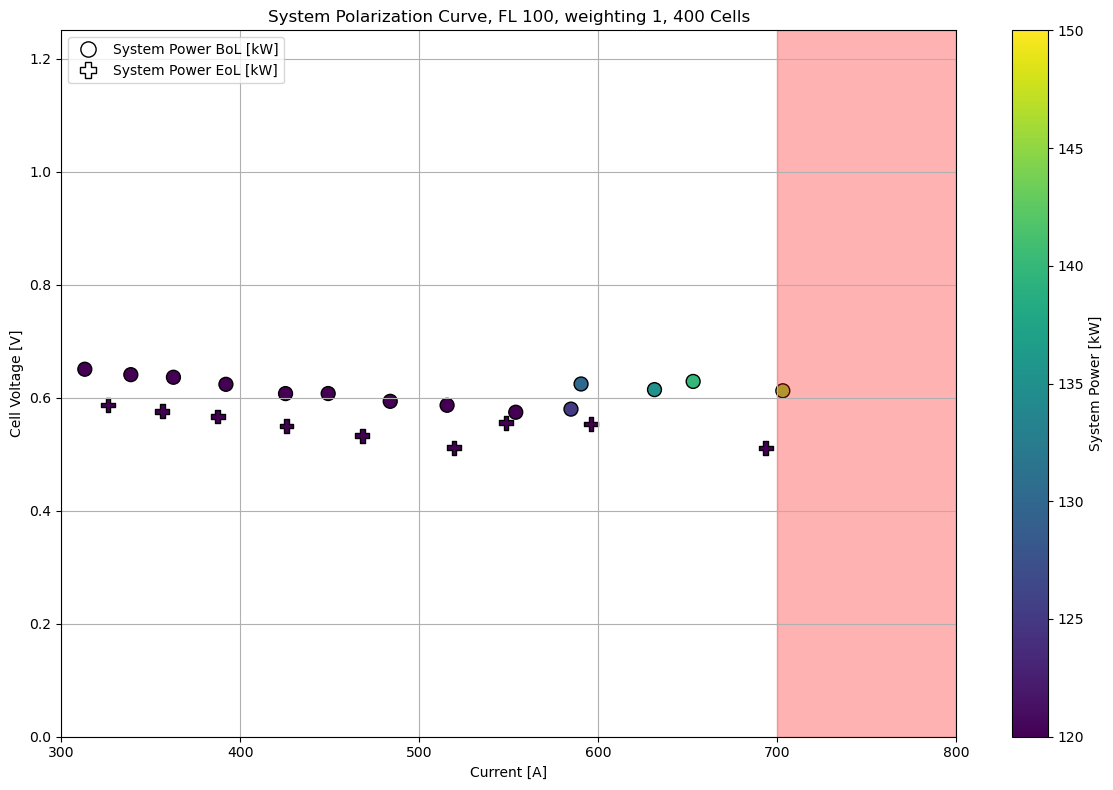 System Polarization Curve, FL 100, weighting 1, 400 Cells
System Power BoL [kW]
System Power EoL [kW]
Cell Voltage [V]
1.2
1.0
0.8
0.6
0.4
0.2
0.0
300 400 500 600 700 800
Current [A]
150
145
140
135
130
125
120
System Power [kW]